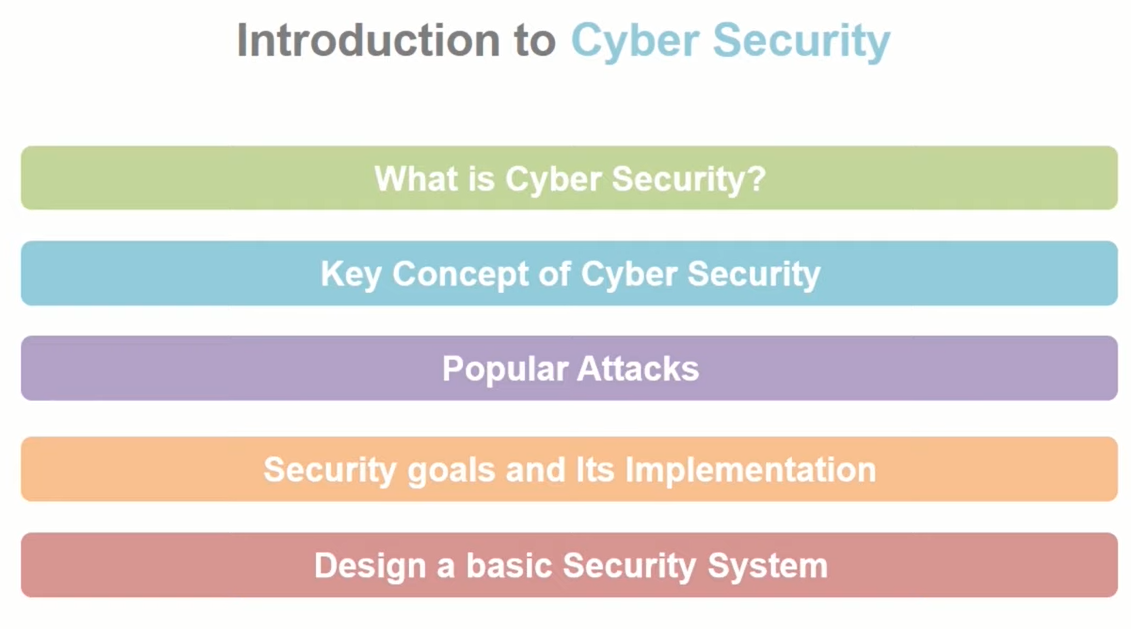 Introduction to Cyber Security
What is Cyber Security?
Key Concept of Cyber Security
Popular Attacks
Security goals and Its Implementation
Design a basic Security System